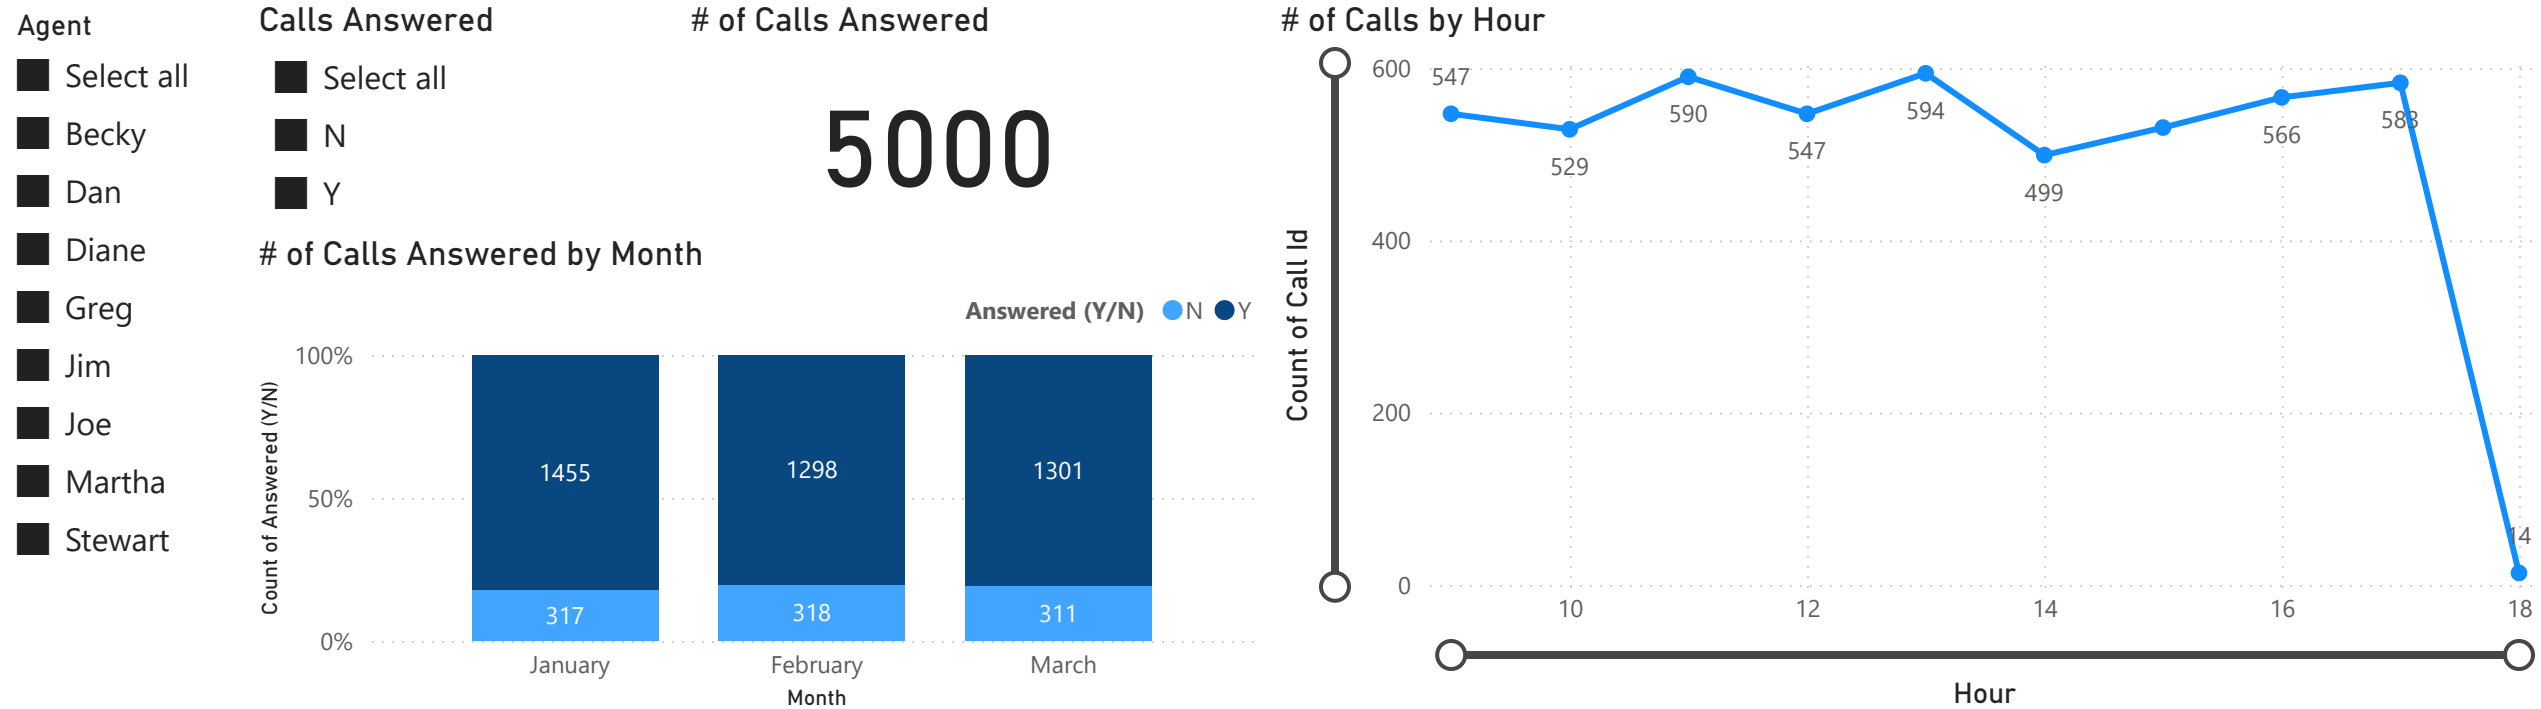 Agent
Select all
Becky
Dan
Diane
Greg
Jim
Joe
Martha
Stewart
Calls Answered
Select all
N
Y
# of Calls Answered
5000
# of Calls Answered by Month
Answered (Y/N) N Y
Count of Answered (Y/N)
100%
50%
0%
1455
1298
1301
317
318
311
January February March
Month
# of Calls by Hour
Count of Call Id
600
400
200
0
547
529
590
547
594
499
566
583
14
10 12 14 16 18
Hour